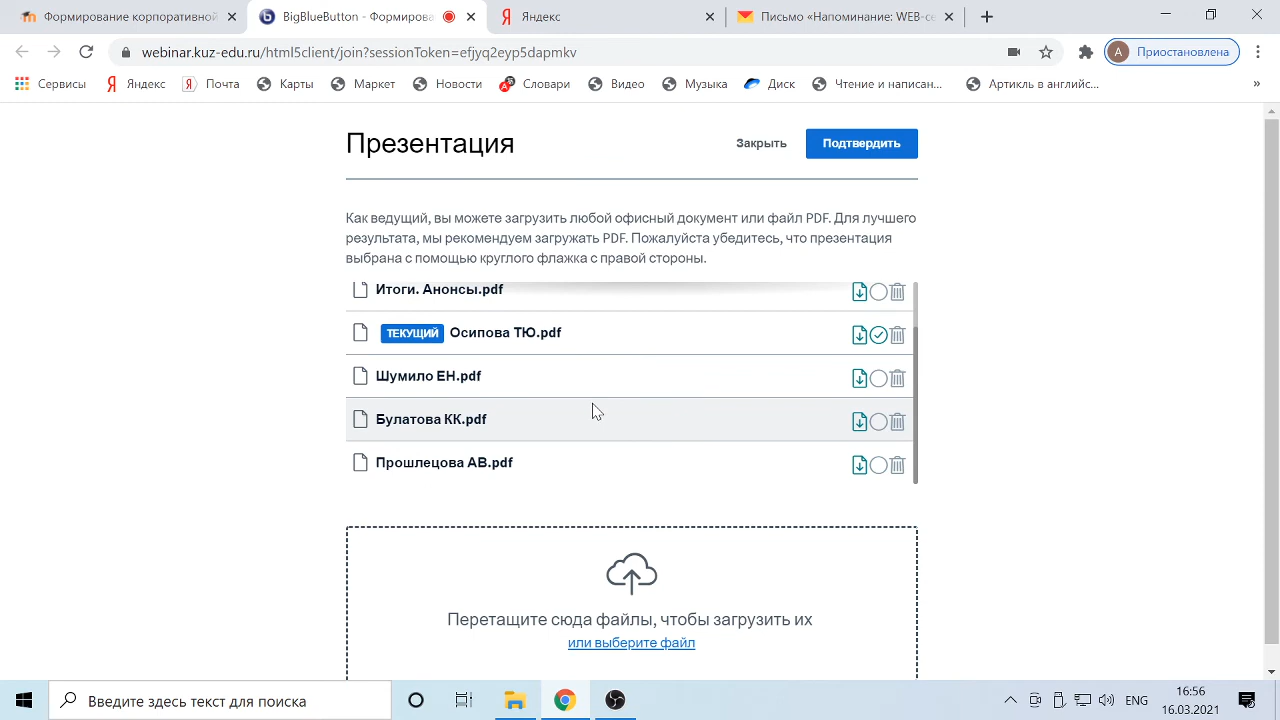 Формирование корпоративной
BigBlueButton - Формирова
Яндекс
Письмо «Напоминание: WEB-се
webinar.kuz-edu.ru/html5client/join?sessionToken=efjyq2eyp5dapmkv
А Приостановлена
Сервисы Яндекс Почта Карты Маркет Новости Словари Видео Музыка Диск Чтение и написан... Артикль в английс... »
Презентация
Закрыть
Подтвердить
Как ведущий, вы можете загрузить любой офисный документ или файл PDF. Для лучшего
результата, мы рекомендуем загружать PDF. Пожалуйста убедитесь, что презентация
выбрана с помощью круглого флажка с правой стороны.
Итоги. Анонсы.pdf
ТЕКУЩИЙ Осипова ТЮ.pdf
Шумило ЕН.pdf
Булатова КК.pdf
Прошлецова АВ.pdf
Перетащите сюда файлы, чтобы загрузить их
или выберите файл
Введите здесь текст для поиска
ENG
16:56
16.03.2021